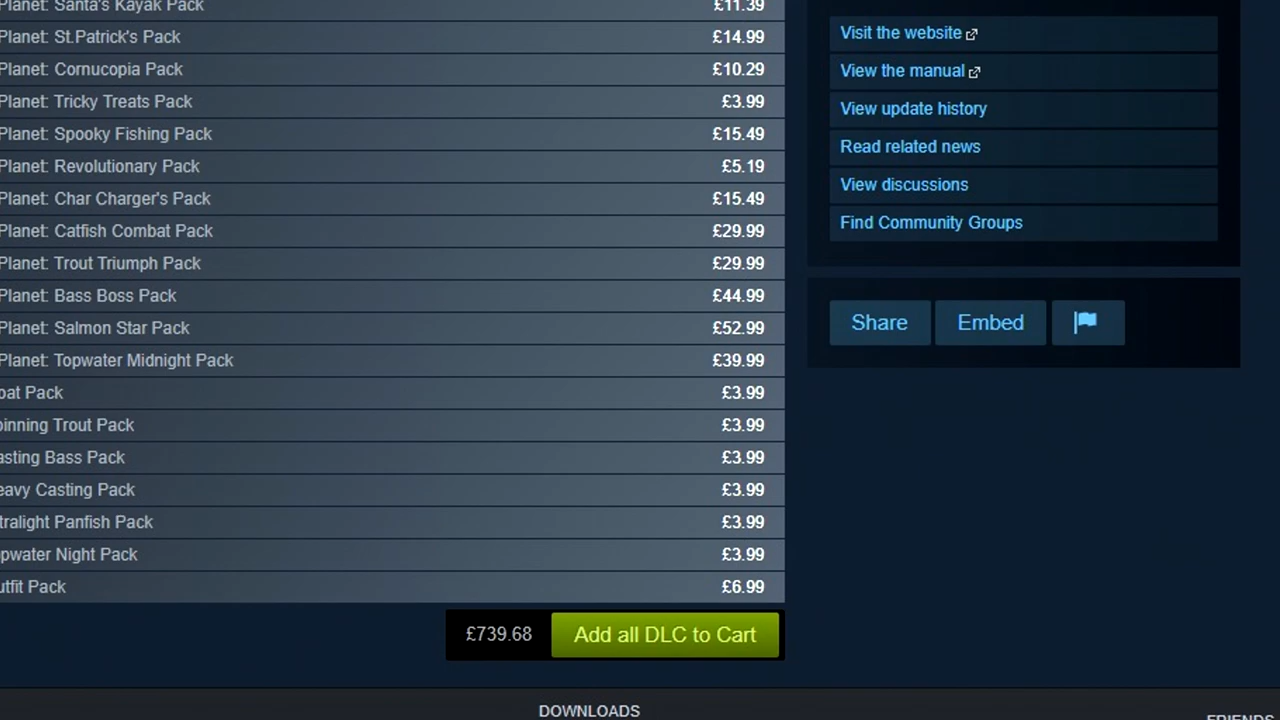 Planet: Santa's Kayak Pack £11.39
Planet: St.Patrick's Pack £14.99
Planet: Cornucopia Pack £10.29
Planet: Tricky Treats Pack £3.99
Planet: Spooky Fishing Pack £15.49
Planet: Revolutionary Pack £5.19
Planet: Char Charger's Pack £15.49
Planet: Catfish Combat Pack £29.99
Planet: Trout Triumph Pack £29.99
Planet: Bass Boss Pack £44.99
Planet: Salmon Star Pack £52.99
Planet: Topwater Midnight Pack £39.99
oat Pack £3.99
pinning Trout Pack £3.99
asting Bass Pack £3.99
eavy Casting Pack £3.99
tralight Panfish Pack £3.99
opwater Night Pack £3.99
utfit Pack £6.99
£739.68 Add all DLC to Cart
Visit the website
View the manual
View update history
Read related news
View discussions
Find Community Groups
Share Embed
DOWNLOADS
FRIENDS